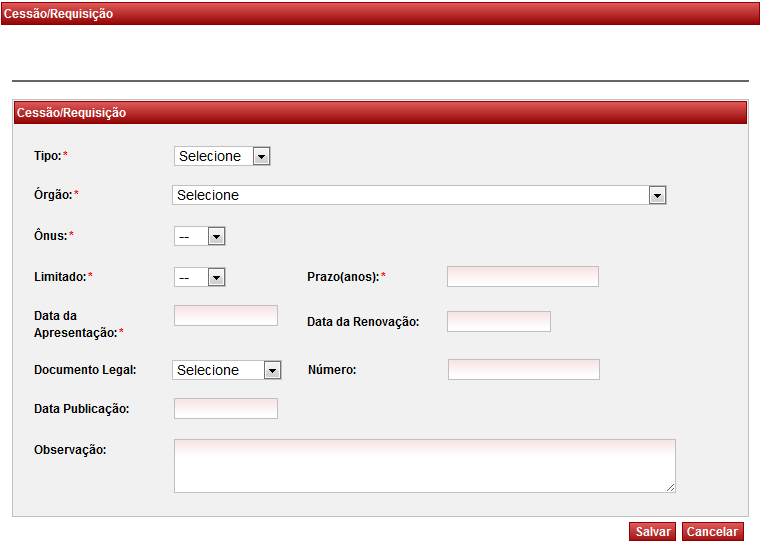 Cessão/Requisição
Cessão/Requisição
Tipo:* Selecione
Órgão:* Selecione
Ônus:* --
Limitado:* -- Prazo(anos):*
Data da
Apresentação:* Data da Renovação:
Documento Legal: Selecione Número:
Data Publicação:
Observação:
Salvar Cancelar